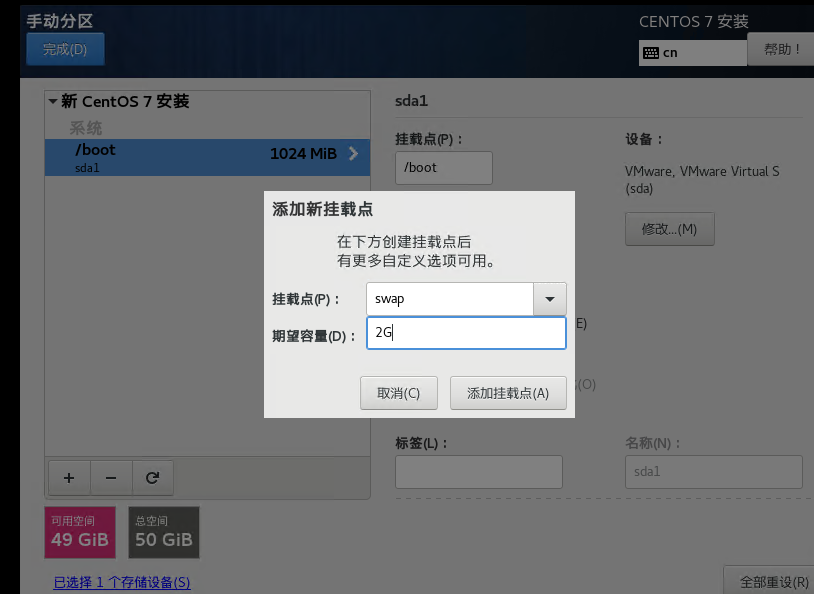 手动分区
CENTOS 7 安装
完成(D)
cn
帮助！
新 CentOS 7 安装
系统
/boot
1024 MiB
sda1
sda1
挂载点(P)：
/boot
设备：
VMware, VMware Virtual S
(sda)
修改...(M)
添加新挂载点
在下方创建挂载点后
有更多自定义选项可用。
挂载点(P)：
swap
期望容量(D)：
2G
取消(C)
添加挂载点(A)
E)
(O)
标签(L)：
名称(N)：
sda1
可用空间
49 GiB
总空间
50 GiB
已选择 1 个存储设备(S)
全部重设(R)